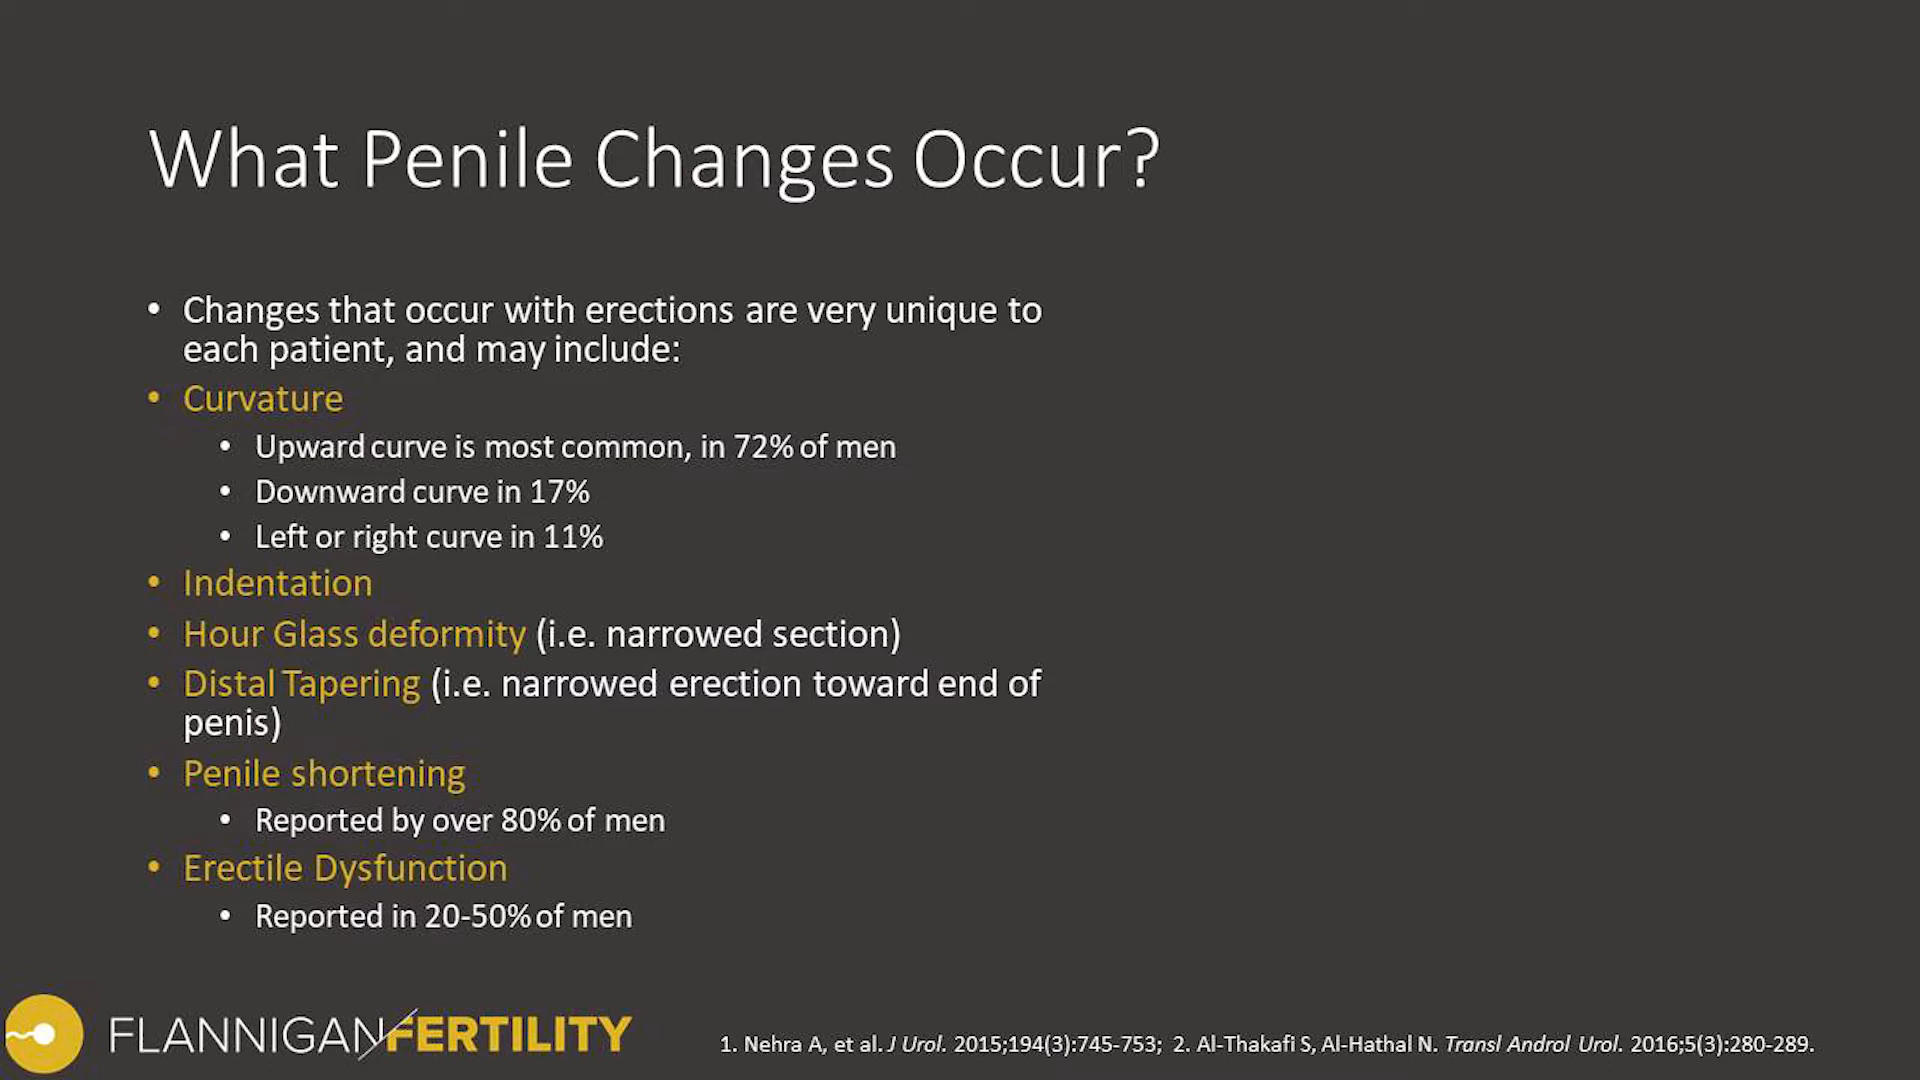 What Penile Changes Occur?
• Changes that occur with erections are very unique to
each patient, and may include:
• Curvature
• Upward curve is most common, in 72% of men
• Downward curve in 17%
• Left or right curve in 11%
• Indentation
• Hour Glass deformity (i.e. narrowed section)
• Distal Tapering (i.e. narrowed erection toward end of
penis)
• Penile shortening
• Reported by over 80% of men
• Erectile Dysfunction
• Reported in 20-50% of men
FLANNIGAN/FERTILITY
1. Nehra A, et al. J Urol. 2015;194(3):745-753; 2. Al-Thakafi S, Al-Hathal N. Transl Androl Urol. 2016;5(3):280-289.